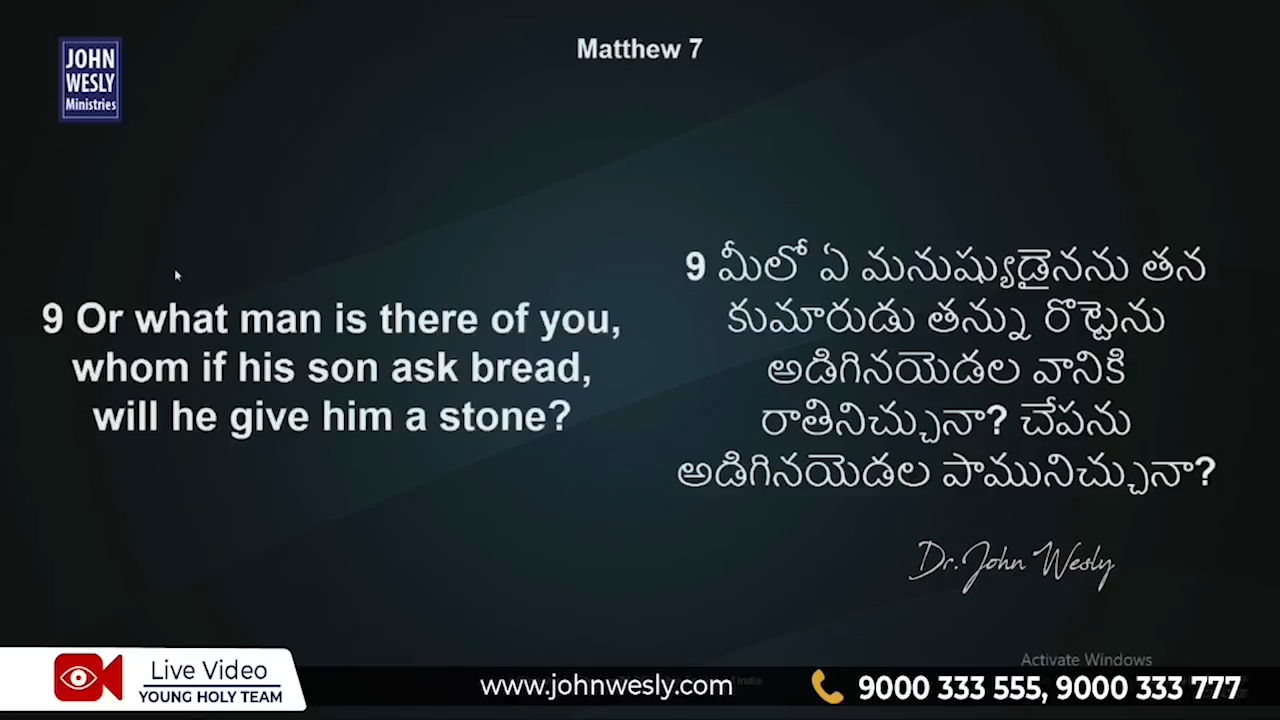 JOHN
WESLY
Ministries
Matthew 7
9 Or what man is there of you,
whom if his son ask bread,
will he give him a stone?
9 మీలో ఏ మనుష్యుడైనను తన
కుమారుడు తన్ను రొట్టెను
అడిగినయెడల వానికి
రాతినిచ్చునా? చేపను
అడిగినయెడల పామునిచ్చునా?
Dr. John Wesly
Activate Windows
Live Video
YOUNG HOLY TEAM
www.johnwesly.com
9000 333 555, 9000 333 777